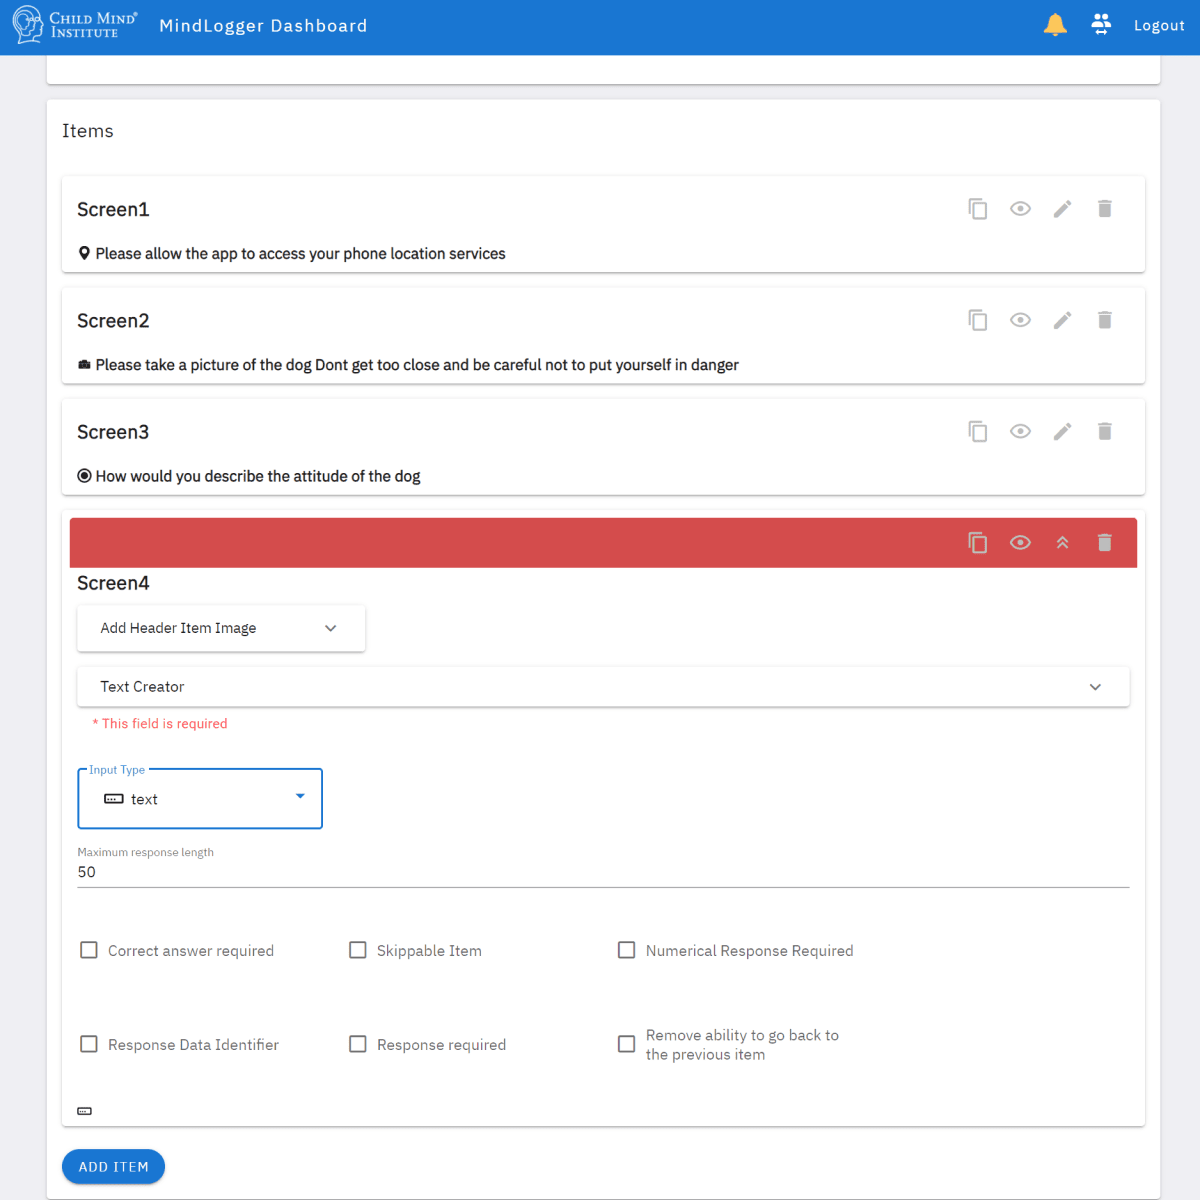 CHILD MIND®
INSTITUTE
MindLogger Dashboard
Logout
Items
Screen1
Please allow the app to access your phone location services
Screen2
Please take a picture of the dog Dont get too close and be careful not to put yourself in danger
Screen3
How would you describe the attitude of the dog
Screen4
Add Header Item Image
Text Creator
* This field is required
Input Type
text
Maximum response length
50
Correct answer required
Skippable Item
Numerical Response Required
Response Data Identifier
Response required
Remove ability to go back to
the previous item
ADD ITEM